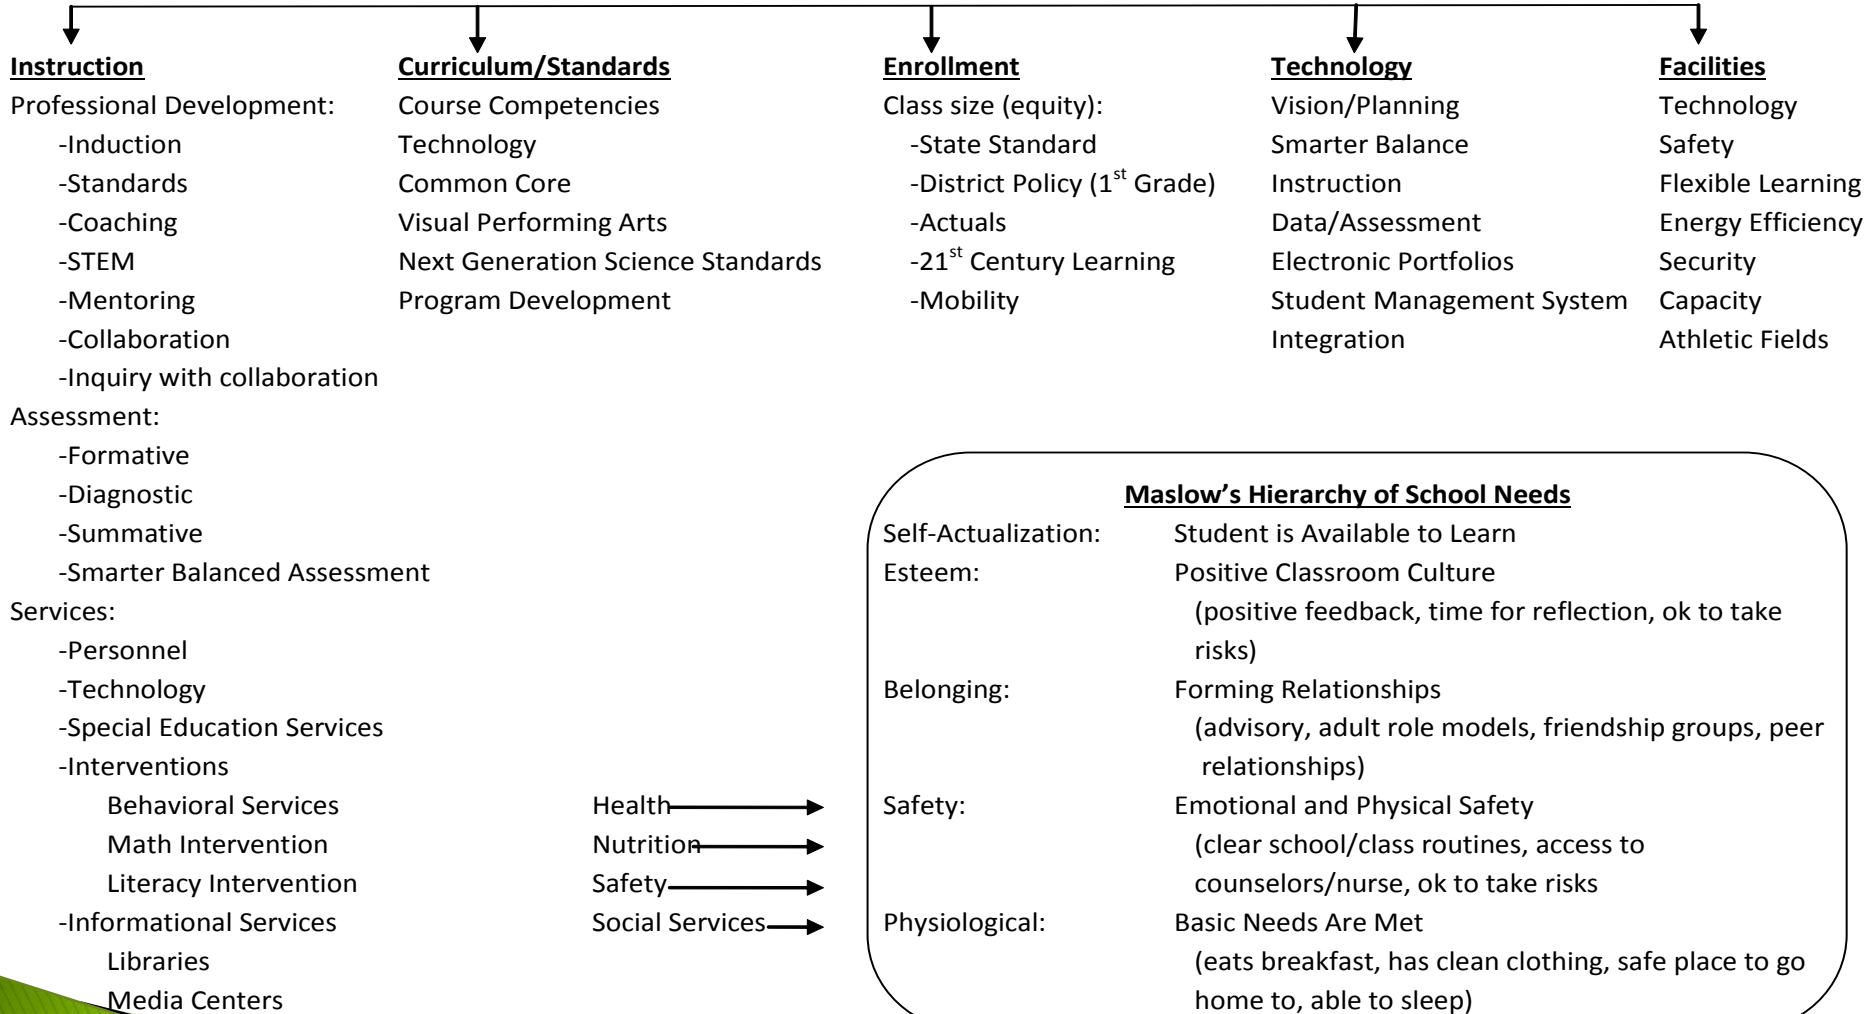 Instruction
Professional Development:
-Induction
-Standards
-Coaching
-STEM
-Mentoring
-Collaboration
-Inquiry with collaboration
Assessment:
-Formative
-Diagnostic
-Summative
-Smarter Balanced Assessment
Services:
-Personnel
-Technology
-Special Education Services
-Interventions
Behavioral Services
Math Intervention
Literacy Intervention
-Informational Services
Libraries
Media Centers
Curriculum/Standards
Course Competencies
Technology
Common Core
Visual Performing Arts
Next Generation Science Standards
Program Development
Enrollment
Class size (equity):
-State Standard
-District Policy (1st Grade)
-Actuals
-21st Century Learning
-Mobility
Technology
Vision/Planning
Smarter Balance
Instruction
Data/Assessment
Electronic Portfolios
Student Management System
Integration
Facilities
Technology
Safety
Flexible Learning
Energy Efficiency
Security
Capacity
Athletic Fields
Health
Nutrition
Safety
Social Services
Maslow’s Hierarchy of School Needs
Self-Actualization: Student is Available to Learn
Esteem: Positive Classroom Culture
(positive feedback, time for reflection, ok to take
risks)
Belonging: Forming Relationships
(advisory, adult role models, friendship groups, peer
relationships)
Safety: Emotional and Physical Safety
(clear school/class routines, access to
counselors/nurse, ok to take risks
Physiological: Basic Needs Are Met
(eats breakfast, has clean clothing, safe place to go
home to, able to sleep)